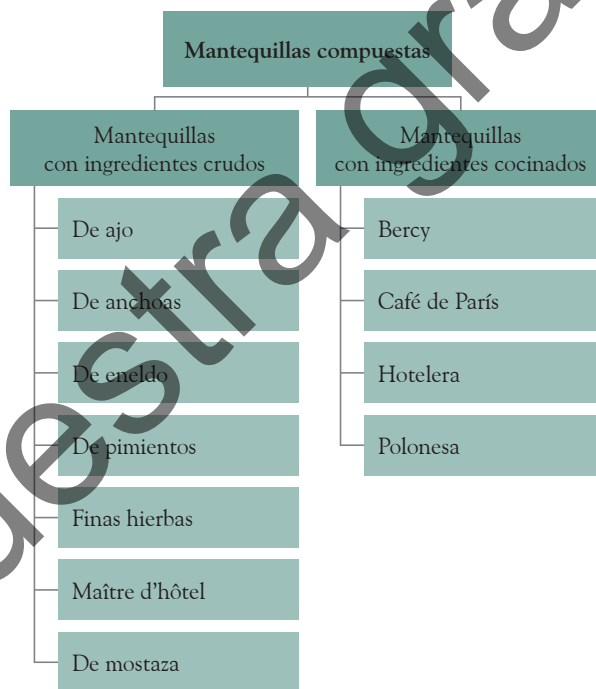 Mantequillas compuestas
Mantequillas
con ingredientes crudos
De ajo
De anchoas
De eneldo
De pimientos
Finas hierbas
Maître d'hôtel
De mostaza
Mantequillas
con ingredientes cocinados
Bercy
Café de París
Hotelera
Polonesa